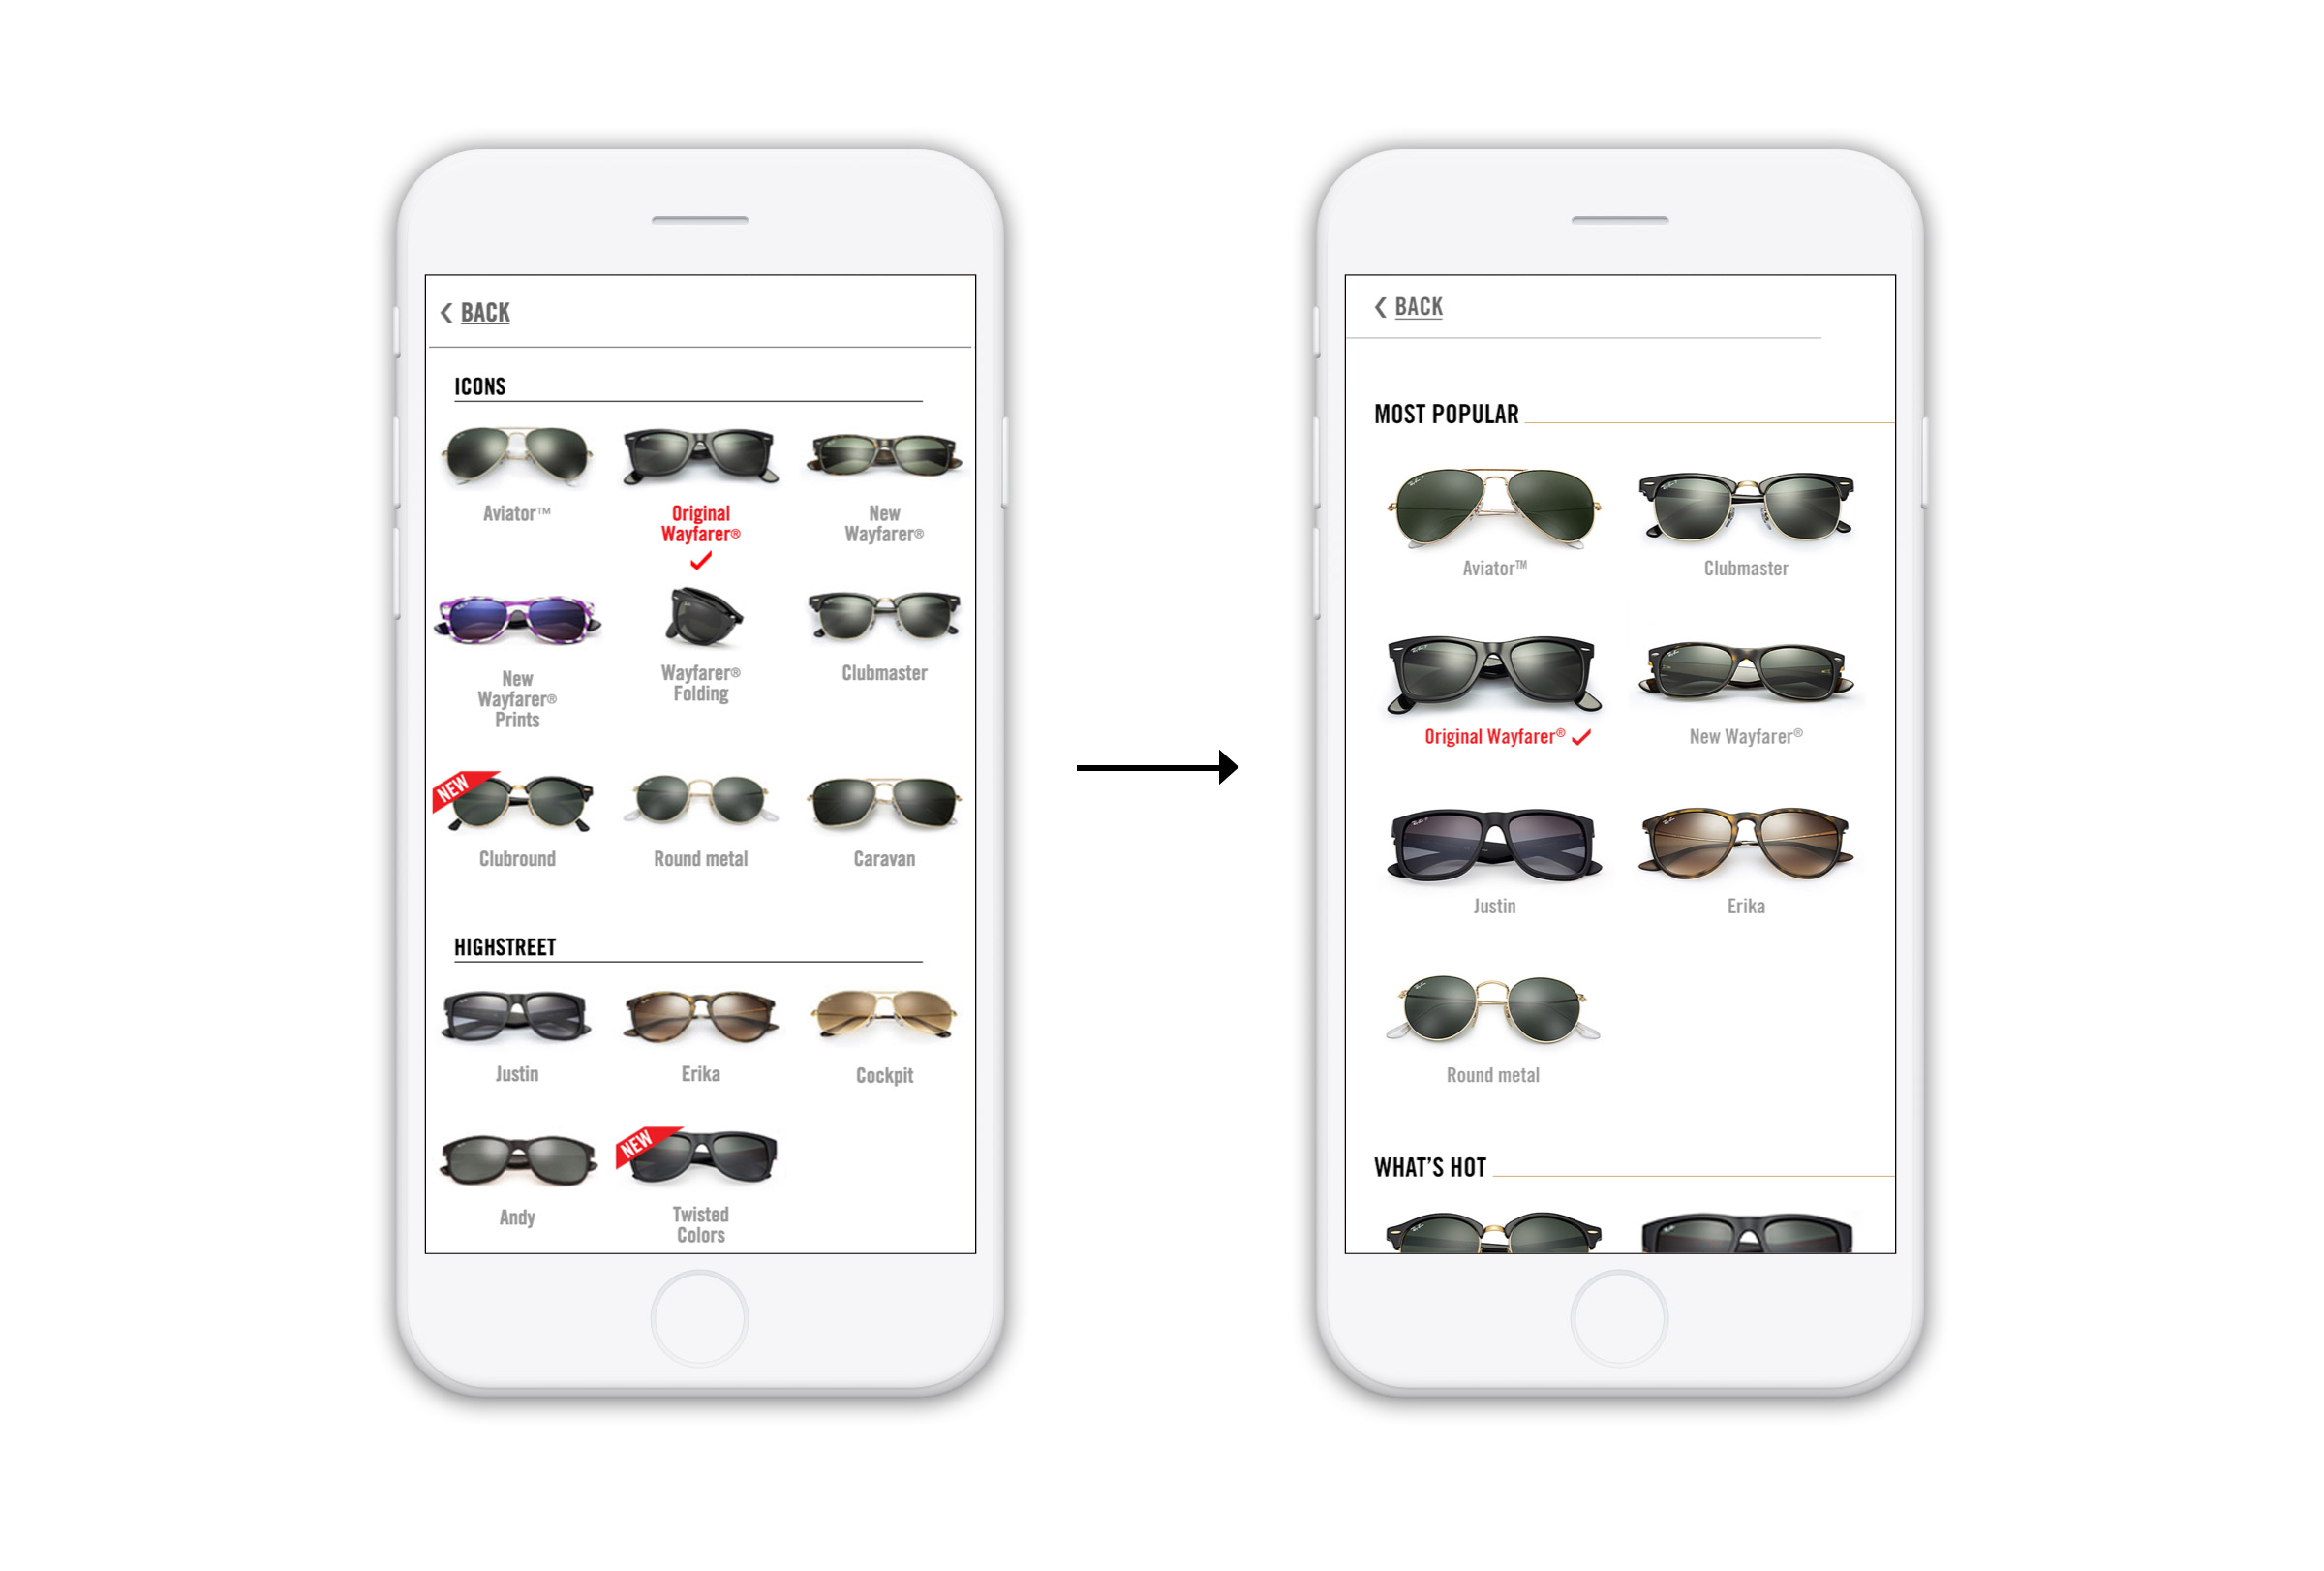 BACK
ICONS
Aviator™
Original
Wayfarer®
New
Wayfarer®
New
Wayfarer®
Prints
Wayfarer®
Folding
Clubmaster
NEW
Clubround
Round metal
Caravan
HIGHSTREET
Justin
Erika
Cockpit
Andy
NEW
Twisted
Colors
BACK
MOST POPULAR
Aviator™
Clubmaster
Original Wayfarer®
New Wayfarer®
Justin
Erika
Round metal
WHAT'S HOT